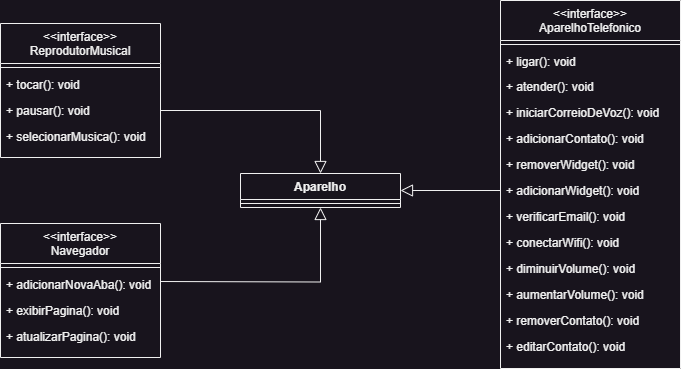 <<interface>>
ReprodutorMusical
+ tocar(): void
+ pausar(): void
+ selecionarMusica(): void
<<interface>>
Navegador
+ adicionarNovaAba(): void
+ exibirPagina(): void
+ atualizarPagina(): void
Aparelho
<<interface>>
AparelhoTelefonico
+ ligar(): void
+ atender(): void
+ iniciarCorreioDeVoz(): void
+ adicionarContato(): void
+ removerWidget(): void
+ adicionarWidget(): void
+ verificarEmail(): void
+ conectarWifi(): void
+ diminuirVolume(): void
+ aumentarVolume(): void
+ removerContato(): void
+ editarContato(): void